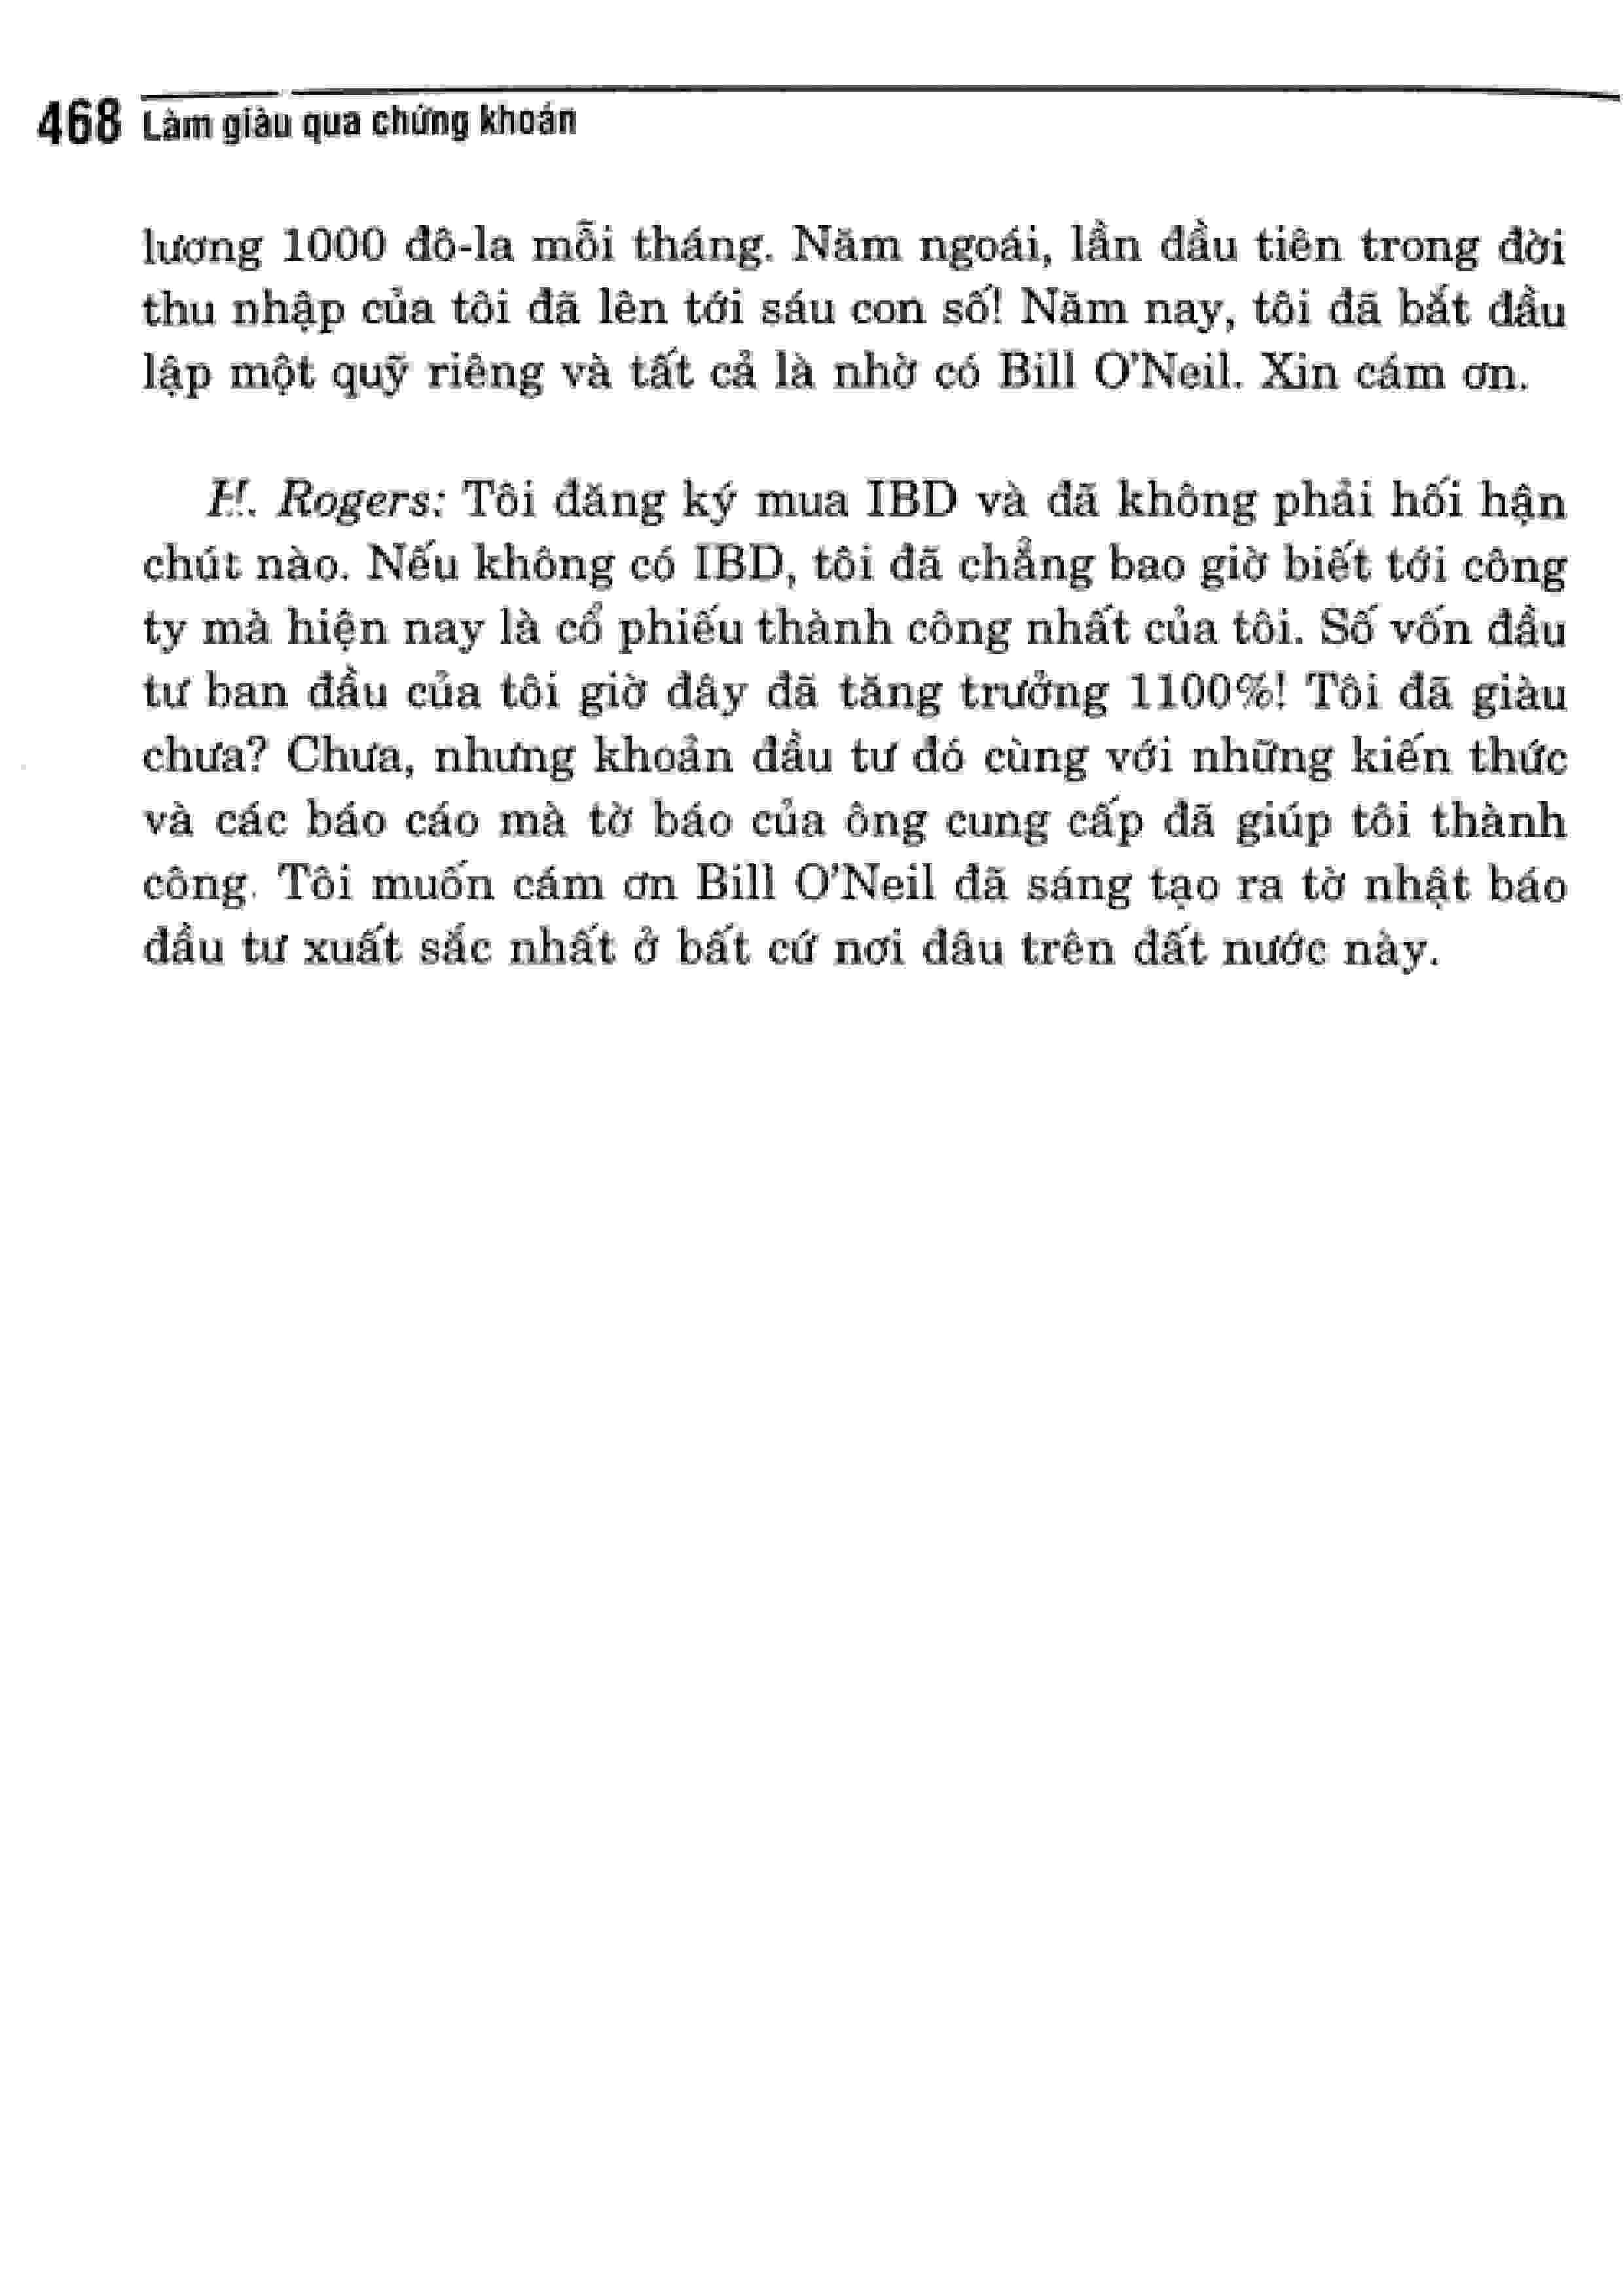 468 Làm giàu qua chứng khoán
lương 1000 đô-la mỗi tháng. Năm ngoái, lần đầu tiên trong đời
thu nhập của tôi đã lên tới sáu con số! Năm nay, tôi đã bắt đầu
lập một quỹ riêng và tất cả là nhờ có Bill O'Neil. Xin cám ơn.
H. Rogers: Tôi đăng ký mua IBD và đã không phải hối hận
chút nào. Nếu không có IBD, tôi đã chẳng bao giờ biết tới công
ty mà hiện nay là cổ phiếu thành công nhất của tôi. Số vốn đầu
tư ban đầu của tôi giờ đây đã tăng trưởng 1100%! Tôi đã giàu
chưa? Chưa, nhưng khoản đầu tư đó cùng với những kiến thức
và các báo cáo mà tờ báo của ông cung cấp đã giúp tôi thành
công. Tôi muốn cám ơn Bill O'Neil đã sáng tạo ra tờ nhật báo
đầu tư xuất sắc nhất ở bất cứ nơi đâu trên đất nước này.